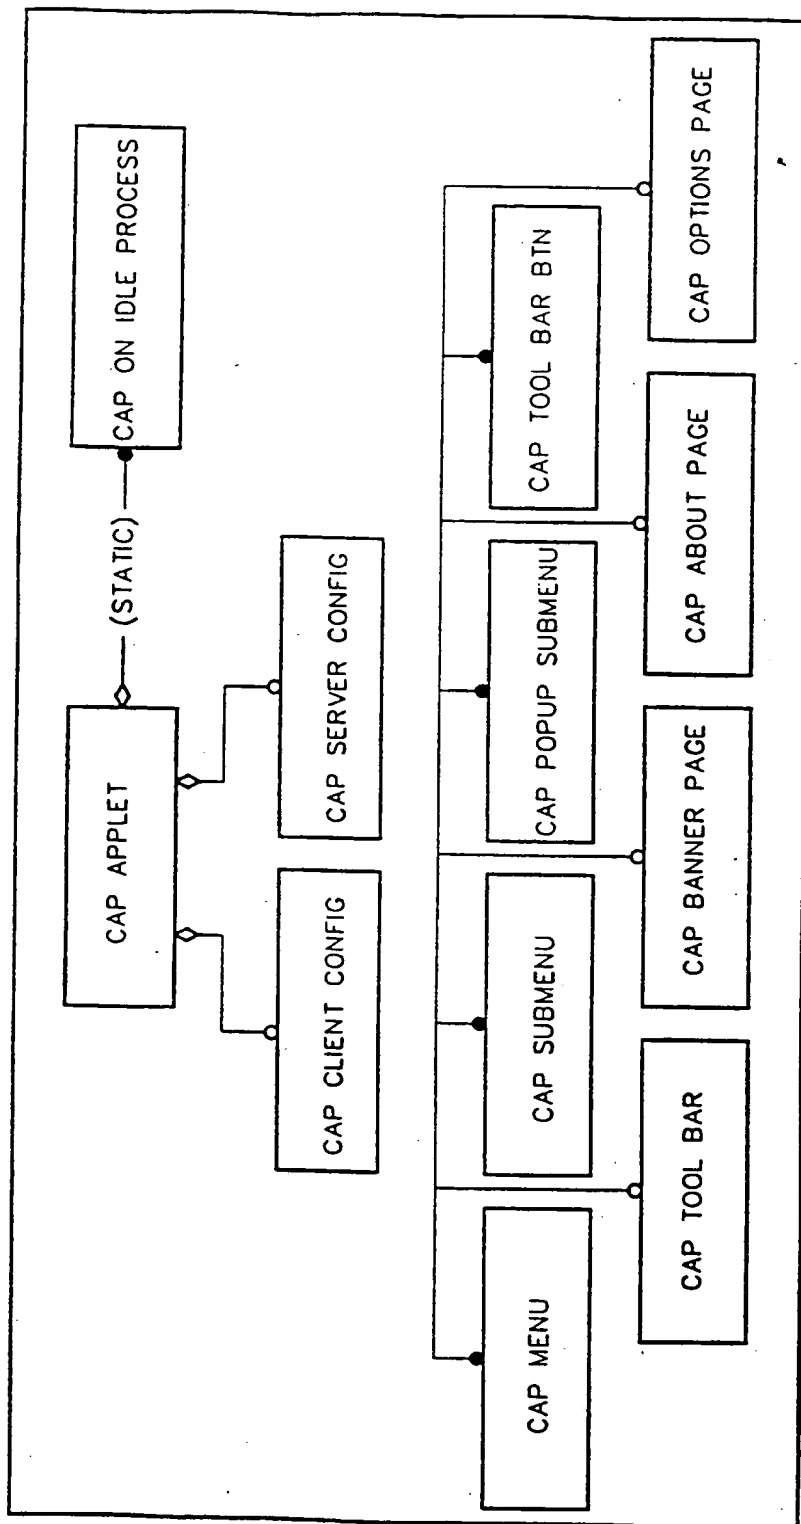 CAP APPLET
(STATIC)
CAP ON IDLE PROCESS
CAP CLIENT CONFIG
CAP SERVER CONFIG
CAP MENU
CAP SUBMENU
CAP POPUP SUBMENU
CAP TOOL BAR BTN
CAP TOOL BAR
CAP BANNER PAGE
CAP ABOUT PAGE
CAP OPTIONS PAGE